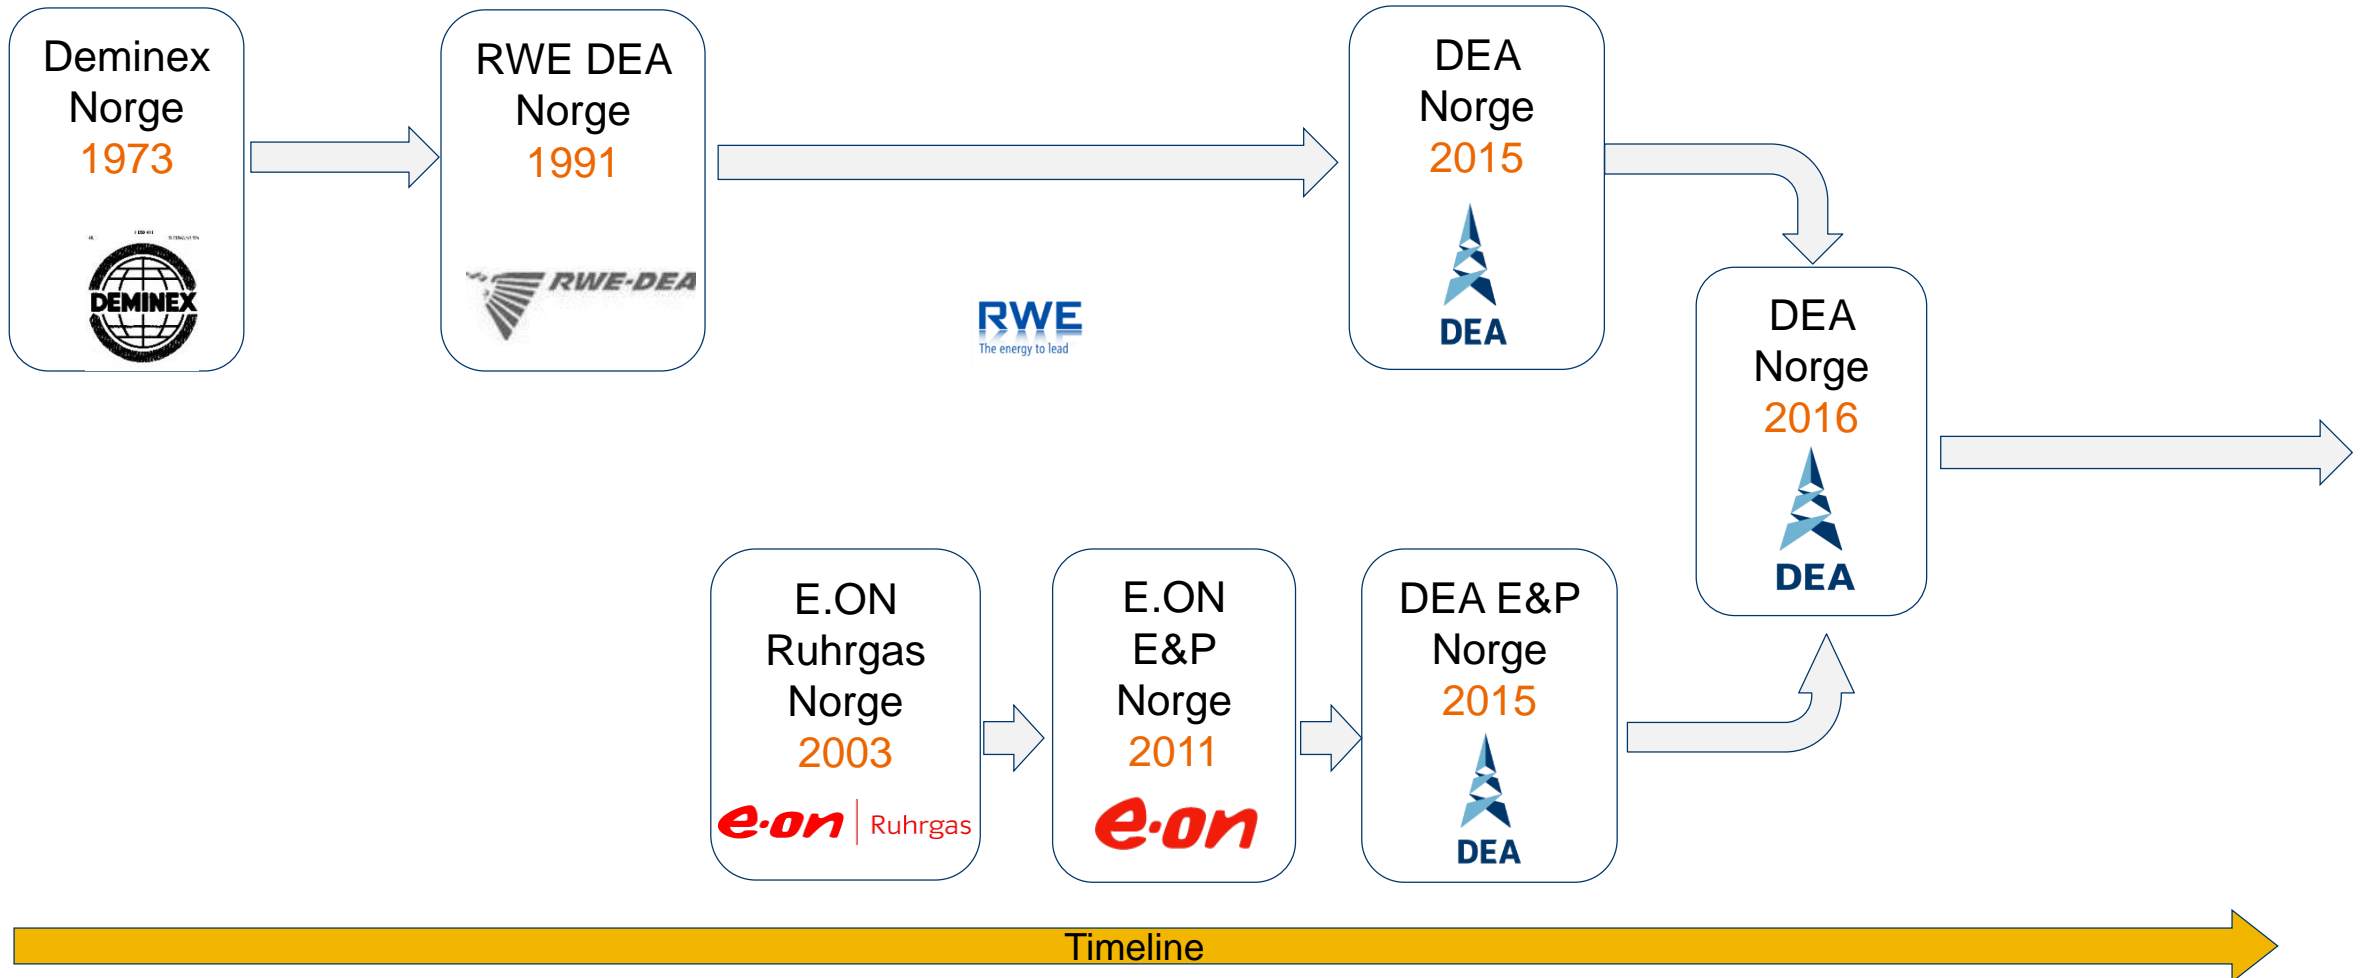 Deminex
Norge
1973
DEMINEX
RWE DEA
Norge
1991
RWE-DEA
RWE
The energy to lead
DEA
Norge
2015
DEA
DEA
Norge
2016
DEA
E.ON
Ruhrgas
Norge
2003
e·on | Ruhrgas
E.ON
E&P
Norge
2011
e·on
DEA E&P
Norge
2015
DEA
Timeline